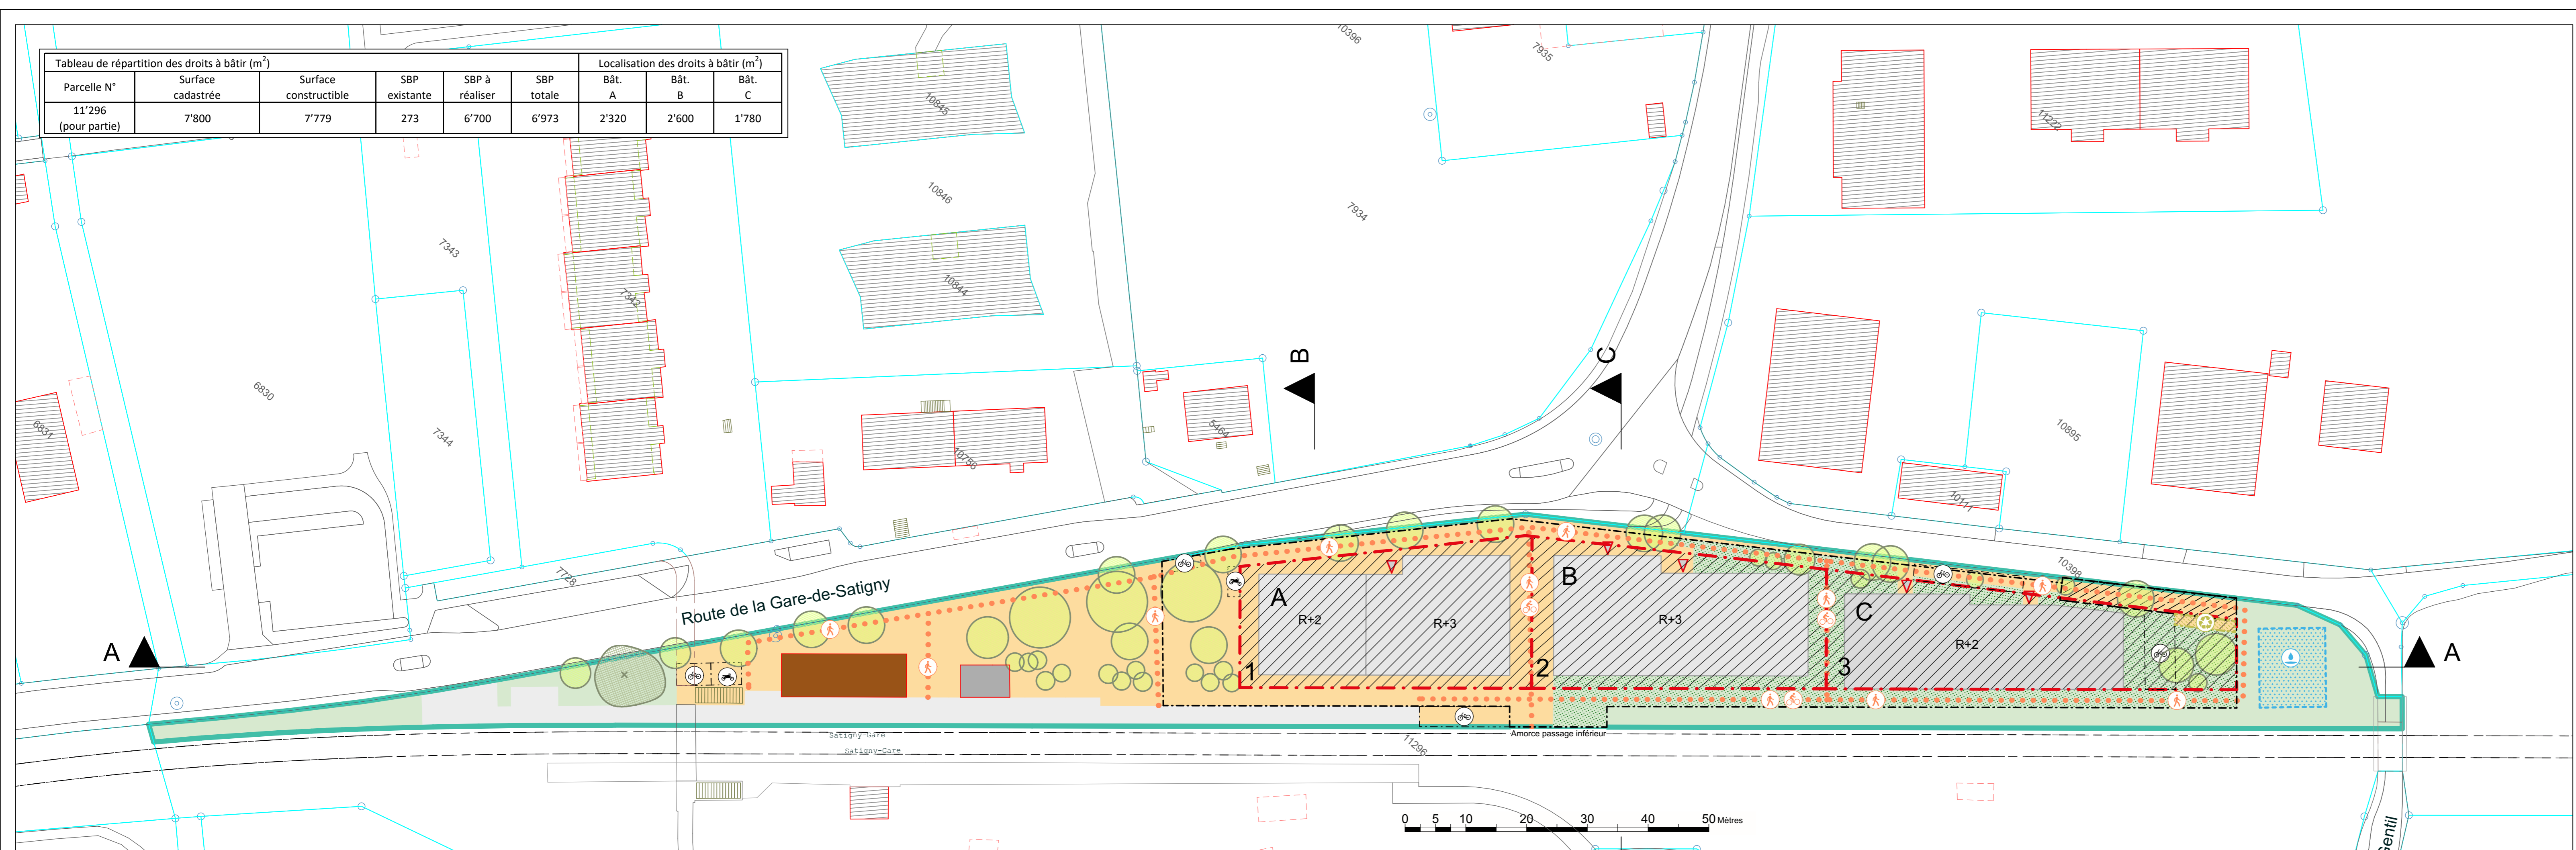 Tableau de répartition des droits à bâtir (m²) Localisation des droits à bâtir (m²)
Parcelle N° Surface cadastrée Surface constructible SBP existante SBP à réaliser SBP totale Bât. A Bât. B Bât. C
11’296 (pour partie) 7'800 7’779 273 6’700 6’973 2’320 2'600 1'780
10396
7935
10845
11222
10846
7934
7343
10844
7342
B
C
6830
6831
7344
5464
10786
10895
10111
7728
10398
Route de la Gare-de-Satigny
A
A
R+2
R+3
B
R+3
C
R+2
A
1
2
3
Satigny-Gare
Satigny-Gare
11296
Amorce passage inférieur
0 5 10 20 30 40 50 Mètres
Gentil